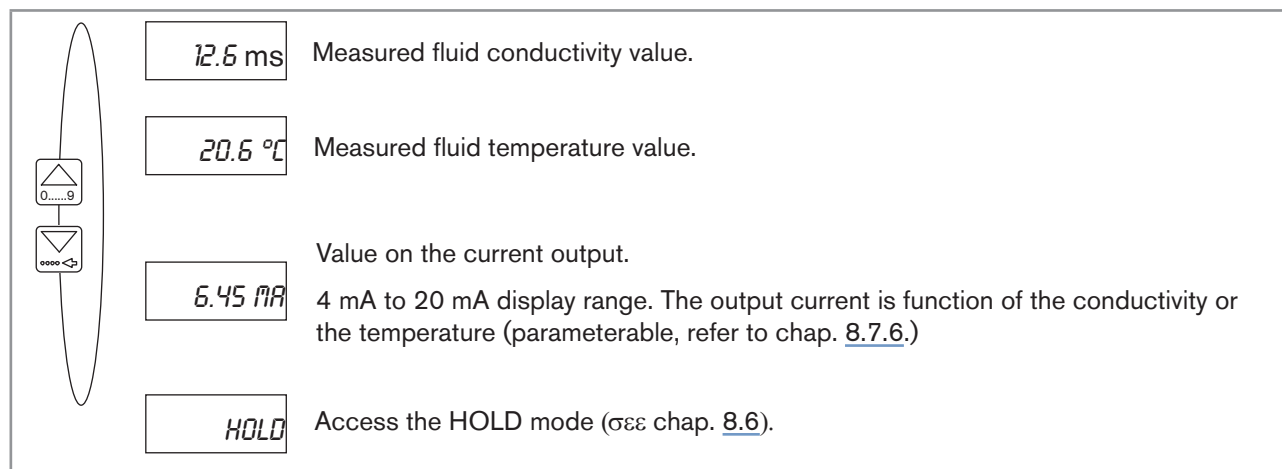 12.6 ms
Measured fluid conductivity value.
20.6 °C
Measured fluid temperature value.
0......9
Value on the current output.
6.45 MA
4 mA to 20 mA display range. The output current is function of the conductivity or
the temperature (parameterable, refer to chap. 8.7.6.)
HOLD
Access the HOLD mode (σεε chap. 8.6).